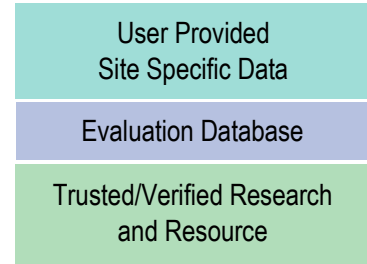 User Provided
Site Specific Data
Evaluation Database
Trusted/Verified Research
and Resource